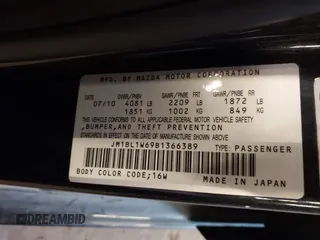 MFG. BY MAZDA MOTOR CORPORATION
07/10 GVWR/PNBV 4081 LB GAWR/PNBE FRT 2209 LB GAWR/PNBE RR 1872 LB
1851 KG 1002 KG 849 KG
THIS VEHICLE CONFORMS TO ALL APPLICABLE FEDERAL MOTOR VEHICLE SAFETY
,BUMPER,AND THEFT PREVENTION
STANDARDS IN EFFECT ON THE DATE OF MANUFACTURE SHOWN ABOVE.
JM1BL1W69B1366389 TYPE: PASSENGER
BODY COLOR CODE;16W MADE IN JAPAN
DREAMBID